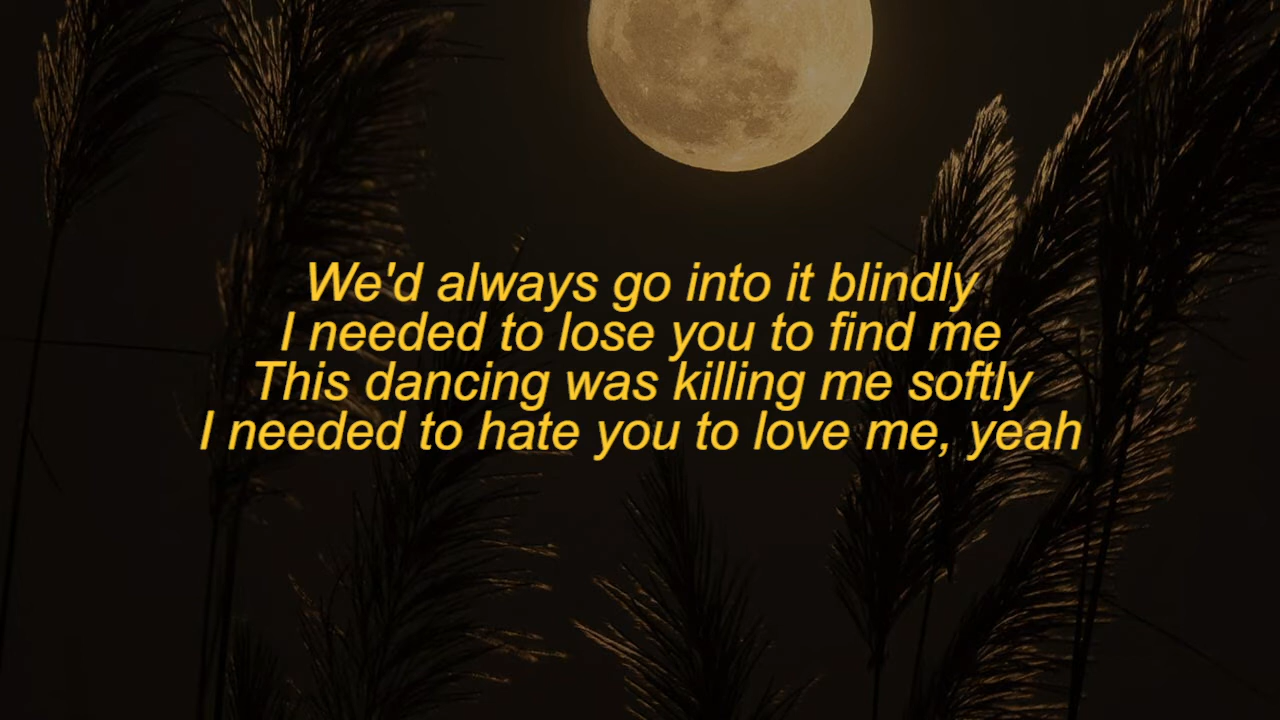 We'd always go into it blindly
I needed to lose you to find me
This dancing was killing me softly
I needed to hate you to love me, yeah